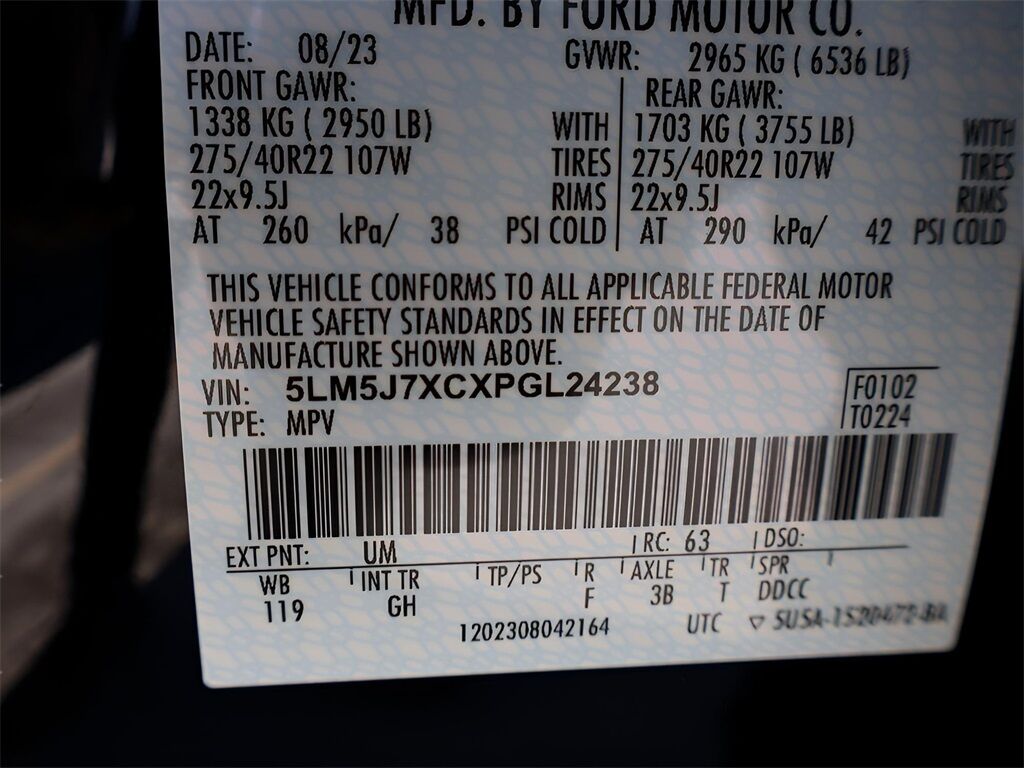 MFD. BY FORD MOTOR CO.
DATE: 08/23 GVWR: 2965 KG ( 6536 LB)
FRONT GAWR: REAR GAWR:
1338 KG ( 2950 LB) WITH 1703 KG ( 3755 LB) WITH
275/40R22 107W TIRES 275/40R22 107W TIRES
22x9.5J RIMS 22x9.5J RIMS
AT 260 kPa/ 38 PSI COLD AT 290 kPa/ 42 PSI COLD
THIS VEHICLE CONFORMS TO ALL APPLICABLE FEDERAL MOTOR
VEHICLE SAFETY STANDARDS IN EFFECT ON THE DATE OF
MANUFACTURE SHOWN ABOVE.
VIN: 5LM5J7XCXPGL24238 F0102
TYPE: MPV T0224
EXT PNT: UM RC: 63 DSO:
WB INT TR TP/PS R AXLE TR SPR
119 GH F 3B T DDCC
1202308042164 UTC